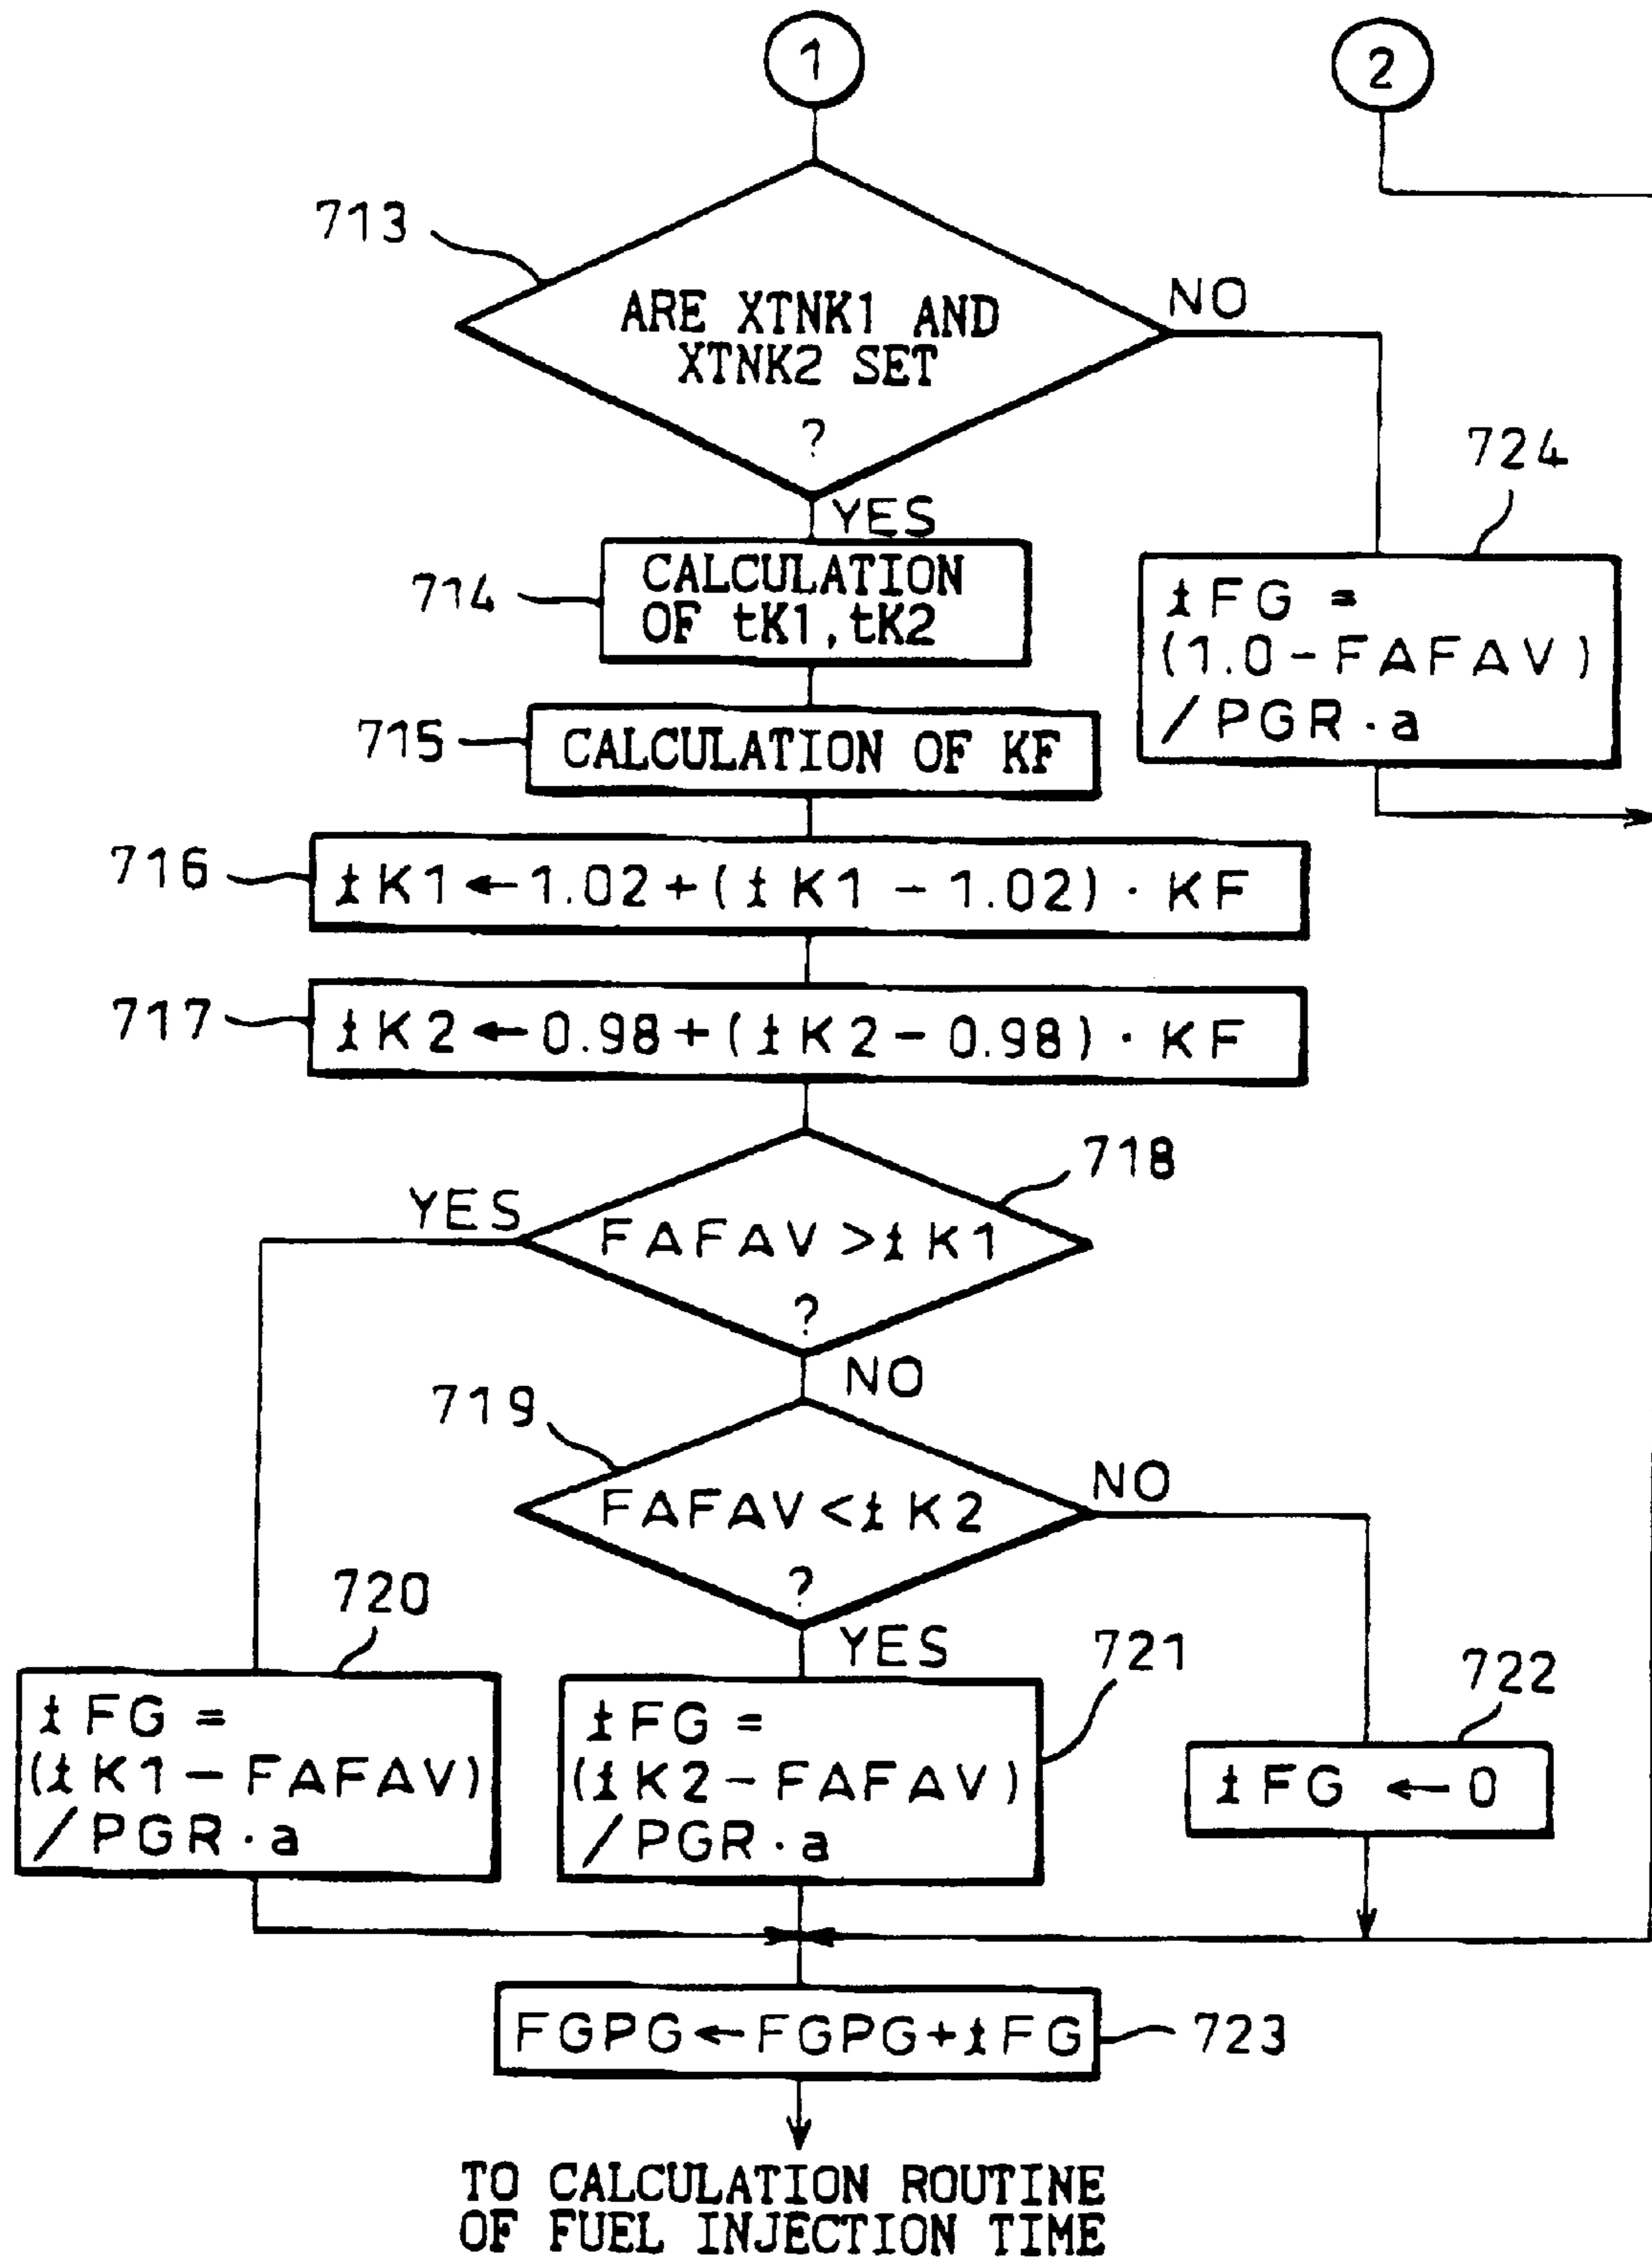 1
2
713
ARE XTNK1 AND
XTNK2 SET
?
NO
YES
724
tFG =
(1.0-FAFAV)
/PGR·a
714
CALCULATION
OF tK1,tK2
715
CALCULATION OF KF
716
tK1←1.02+(tK1-1.02)·KF
717
tK2←0.98+(tK2-0.98)·KF
718
YES
FAFAV>tK1
?
NO
719
NO
FAFAV<tK2
?
YES
720
tFG =
(tK1-FAFAV)
/PGR·a
721
tFG =
(tK2-FAFAV)
/PGR·a
722
tFG ←0
FGPG←FGPG+tFG
723
TO CALCULATION ROUTINE
OF FUEL INJECTION TIME